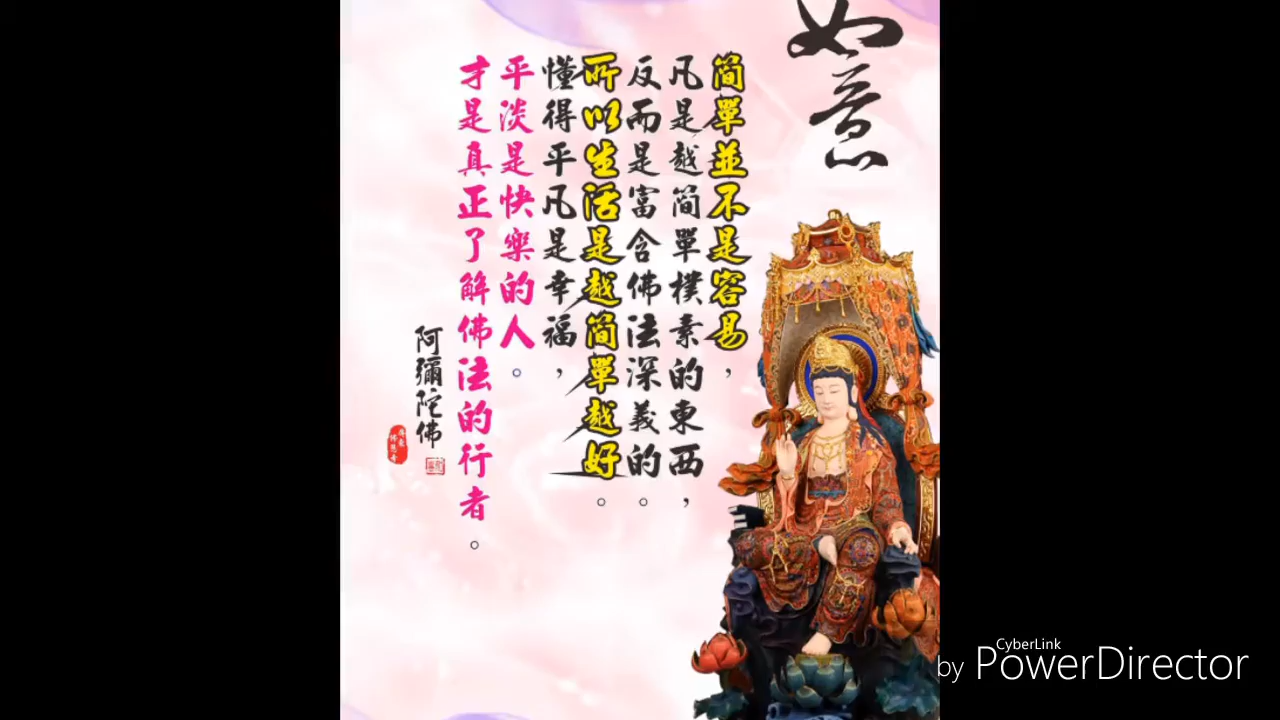 如意
简單並不是容易，
凡是越简單樸素的東西，
反而是富含佛法深義的。
所以生活是越简單越好。
懂得平凡是幸福，
平淡是快樂的人。
才是真正了解佛法的行者。
阿彌陀佛
CyberLink
by PowerDirector